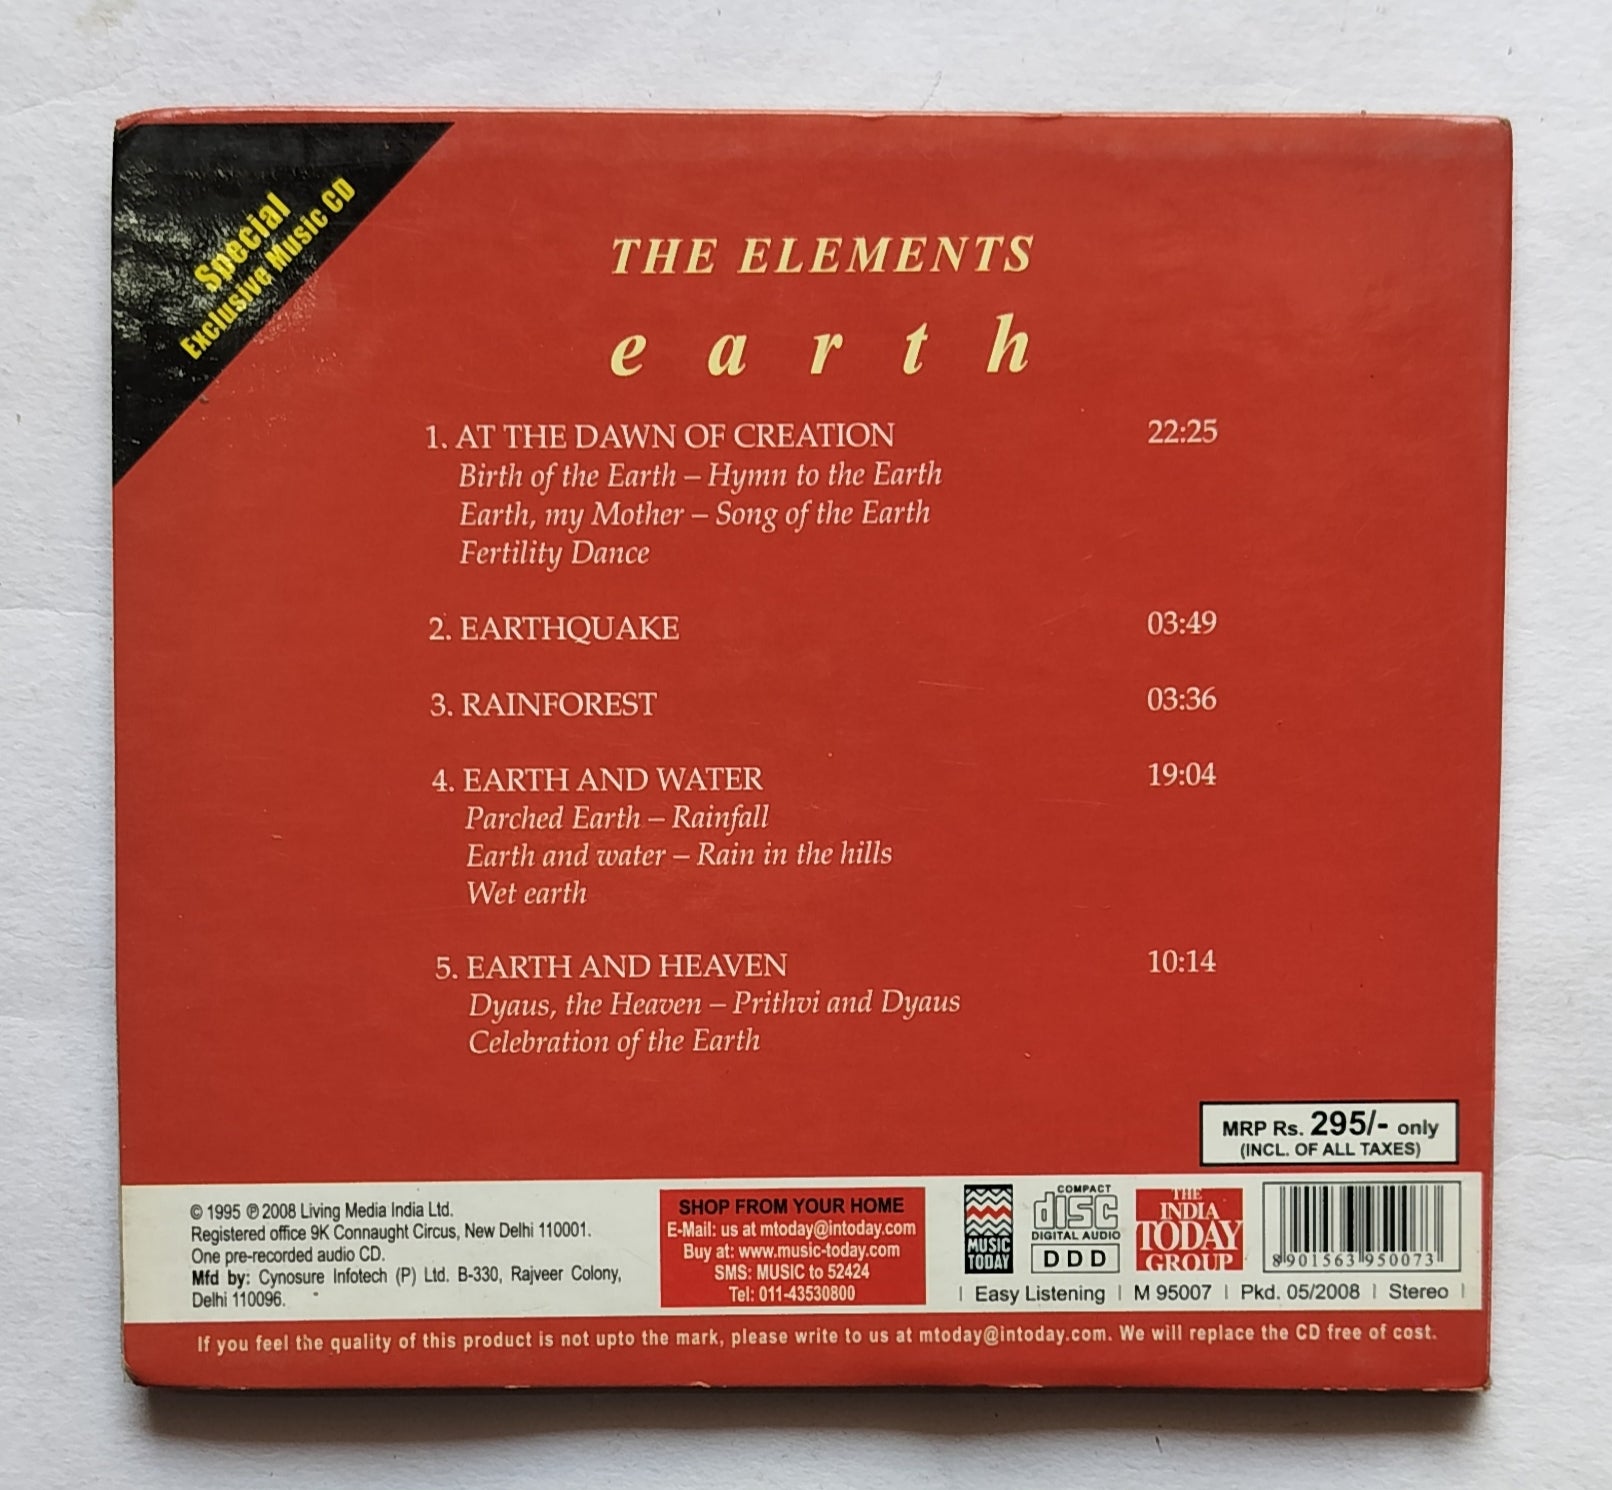 Special
Exclusive Music CD
THE ELEMENTS
earth
1. AT THE DAWN OF CREATION 22:25
Birth of the Earth – Hymn to the Earth
Earth, my Mother – Song of the Earth
Fertility Dance
2. EARTHQUAKE 03:49
3. RAINFOREST 03:36
4. EARTH AND WATER 19:04
Parched Earth – Rainfall
Earth and water – Rain in the hills
Wet earth
5. EARTH AND HEAVEN 10:14
Dyaus, the Heaven – Prithvi and Dyaus
Celebration of the Earth
MRP Rs. 295/- only
(INCL. OF ALL TAXES)
© 1995 ℗ 2008 Living Media India Ltd.
Registered office 9K Connaught Circus, New Delhi 110001.
One pre-recorded audio CD.
Mfd by: Cynosure Infotech (P) Ltd. B-330, Rajveer Colony,
Delhi 110096.
SHOP FROM YOUR HOME
E-Mail: us at mtoday@intoday.com
Buy at: www.music-today.com
SMS: MUSIC to 52424
Tel: 011-43530800
MUSIC
TODAY
COMPACT
disc
DIGITAL AUDIO
DDD
THE
INDIA
TODAY
GROUP
8901563950073
| Easy Listening | M 95007 | Pkd. 05/2008 | Stereo |
If you feel the quality of this product is not upto the mark, please write to us at mtoday@intoday.com. We will replace the CD free of cost.